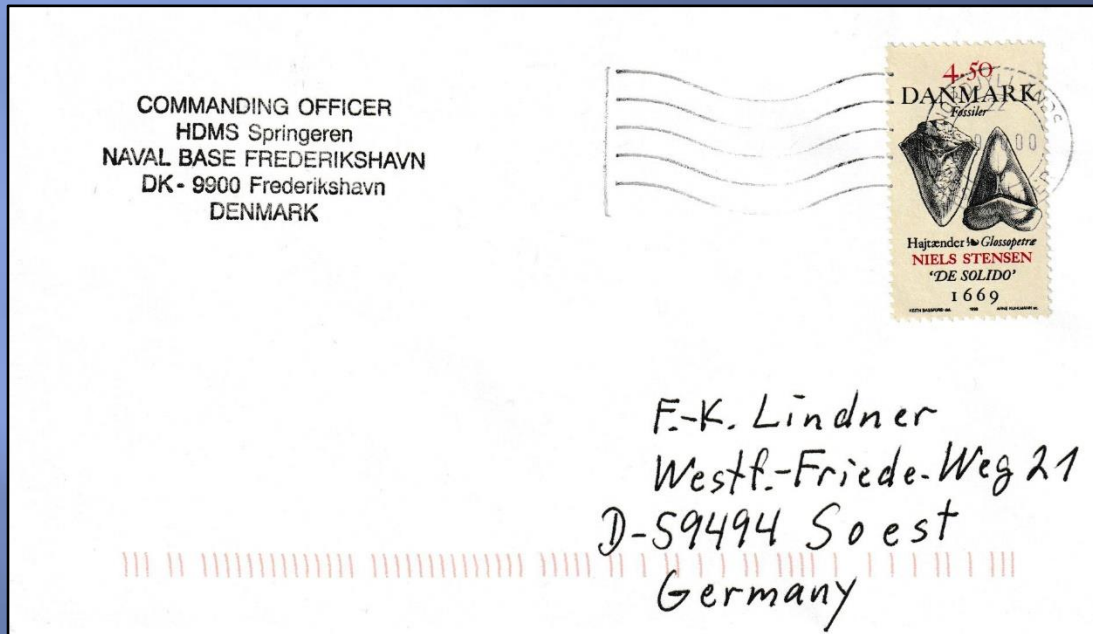 COMMANDING OFFICER
HDMS Springeren
NAVAL BASE FREDERIKSHAVN
DK - 9900 Frederikshavn
DENMARK
4.50
DANMARK
Fossiler
Hajtænder Glossopetræ
NIELS STENSEN
'DE SOLIDO'
1669
F.-K. Lindner
Westf.-Friede-Weg 21
D-59494 Soest
Germany